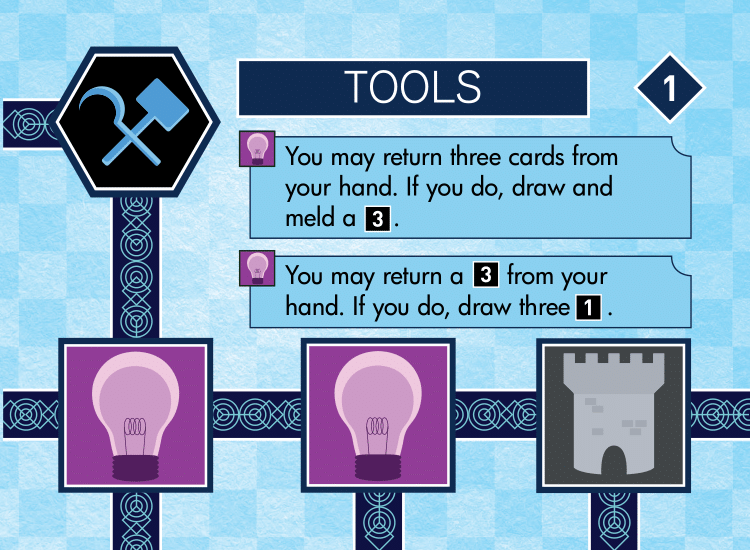 TOOLS
1
You may return three cards from
your hand. If you do, draw and
meld a 3.
You may return a 3 from your
hand. If you do, draw three 1.